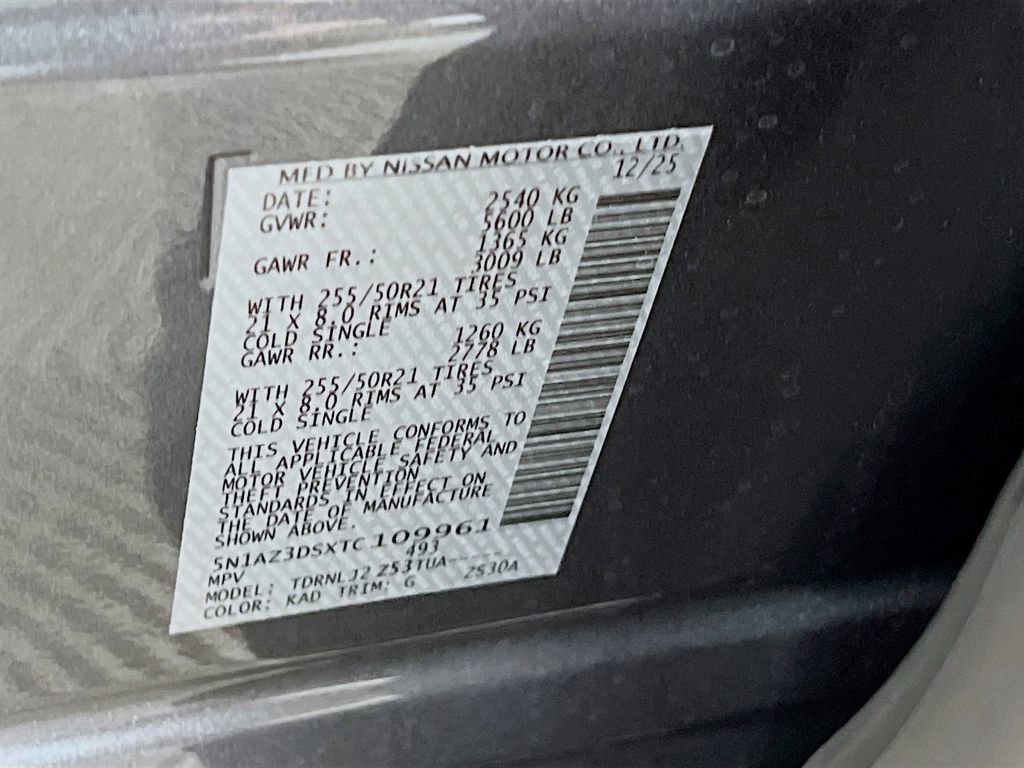 MFD BY NISSAN MOTOR CO., LTD.
DATE: 12/25
GVWR: 2540 KG
5600 LB
GAWR FR.: 1365 KG
3009 LB
WITH 255/50R21 TIRES
21 X 8.0 RIMS AT 35 PSI
COLD SINGLE
GAWR RR.: 1260 KG
2778 LB
WITH 255/50R21 TIRES
21 X 8.0 RIMS AT 35 PSI
COLD SINGLE
THIS VEHICLE CONFORMS TO
ALL APPLICABLE FEDERAL
MOTOR VEHICLE SAFETY AND
THEFT PREVENTION
STANDARDS IN EFFECT ON
THE DATE OF MANUFACTURE
SHOWN ABOVE.
5N1AZ3DSXTC109961
MPV 493
MODEL: TDRNLJ2 Z53TUA-----
COLOR: KAD TRIM: G ZS30A